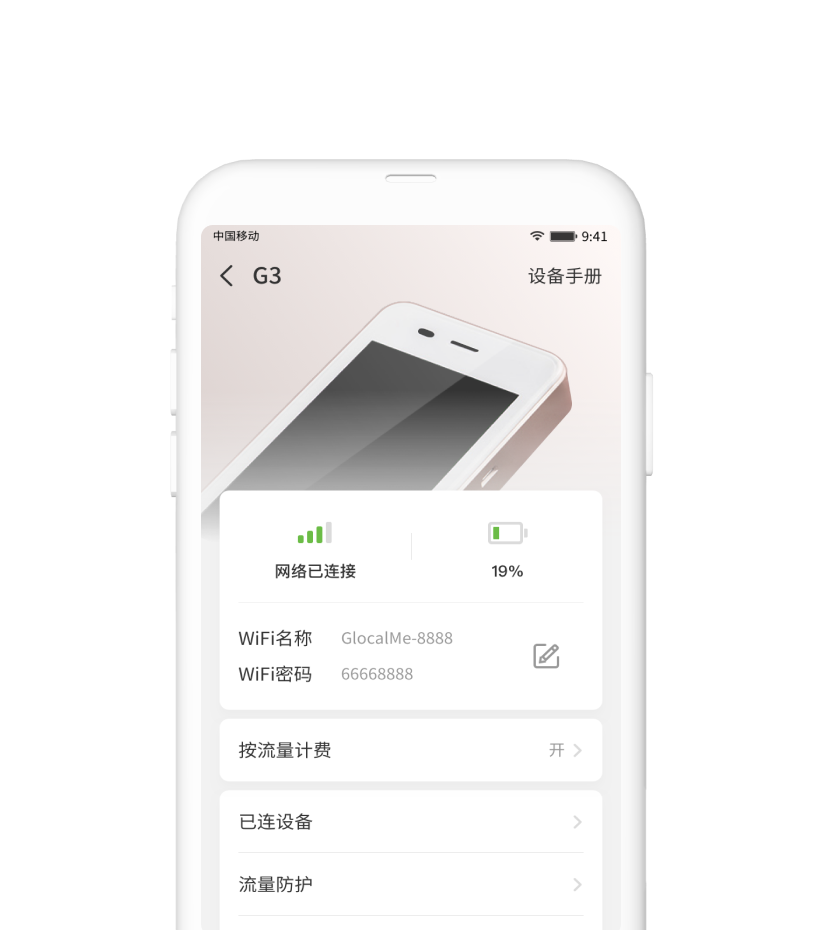 中国移动 9:41
G3 设备手册
网络已连接 19%
WiFi名称 GlocalMe-8888
WiFi密码 66668888
按流量计费 开
已连设备
流量防护